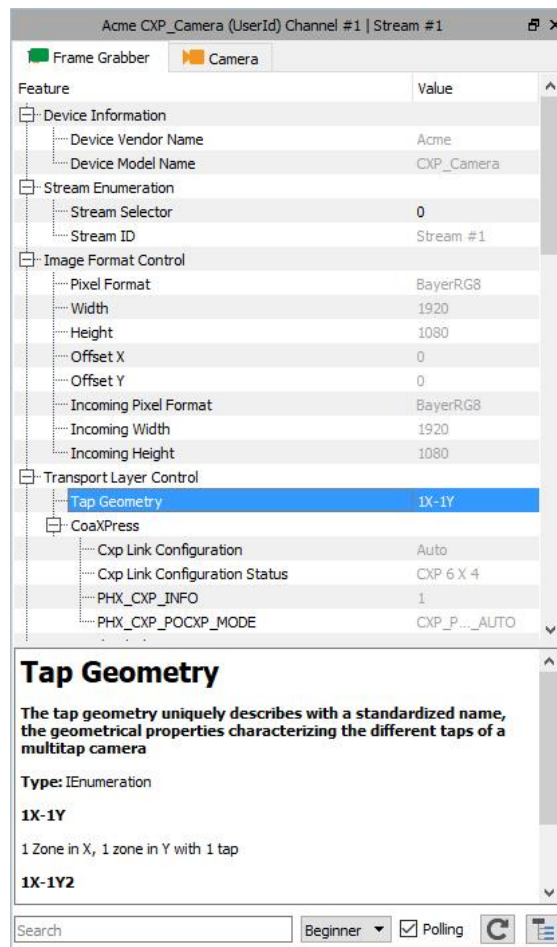 Acme CXP_Camera (UserId) Channel #1 | Stream #1
Frame Grabber Camera
Feature Value
Device Information
Device Vendor Name Acme
Device Model Name CXP_Camera
Stream Enumeration
Stream Selector 0
Stream ID Stream #1
Image Format Control
Pixel Format BayerRG8
Width 1920
Height 1080
Offset X 0
Offset Y 0
Incoming Pixel Format BayerRG8
Incoming Width 1920
Incoming Height 1080
Transport Layer Control
Tap Geometry 1X-1Y
CoaXPress
Cxp Link Configuration Auto
Cxp Link Configuration Status CXP 6 X 4
PHX_CXP_INFO 1
PHX_CXP_POCXP_MODE CXP_P..._AUTO
Tap Geometry
The tap geometry uniquely describes with a standardized name,
the geometrical properties characterizing the different taps of a
multitap camera
Type: IEnumeration
1X-1Y
1 Zone in X, 1 zone in Y with 1 tap
1X-1Y2
Search Beginner Polling